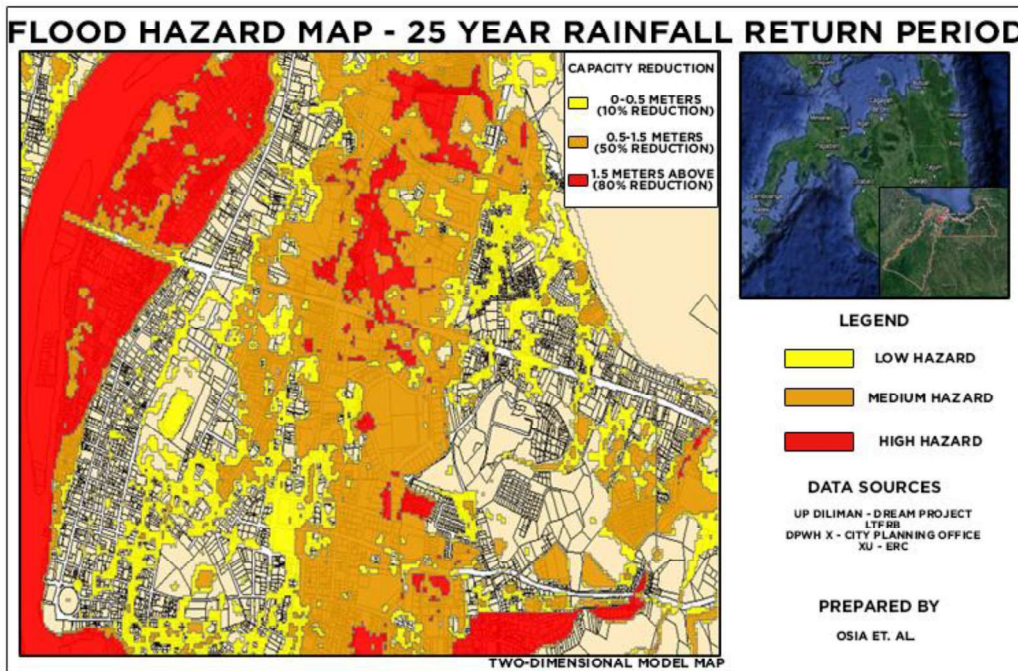 FLOOD HAZARD MAP - 25 YEAR RAINFALL RETURN PERIOD
CAPACITY REDUCTION
0-0.5 METERS
(10% REDUCTION)
0.5-1.5 METERS
(50% REDUCTION)
1.5 METERS ABOVE
(80% REDUCTION)
TWO-DIMENSIONAL MODEL MAP
Davao
LEGEND
LOW HAZARD
MEDIUM HAZARD
HIGH HAZARD
DATA SOURCES
UP DILIMAN - DREAM PROJECT
LTFRB
DPWH X - CITY PLANNING OFFICE
XU - ERC
PREPARED BY
OSIA ET. AL.